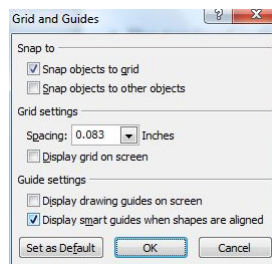 Grid and Guides
Snap to
Snap objects to grid
Snap objects to other objects
Grid settings
Spacing: 0.083 Inches
Display grid on screen
Guide settings
Display drawing guides on screen
Display smart guides when shapes are aligned
Set as Default OK Cancel